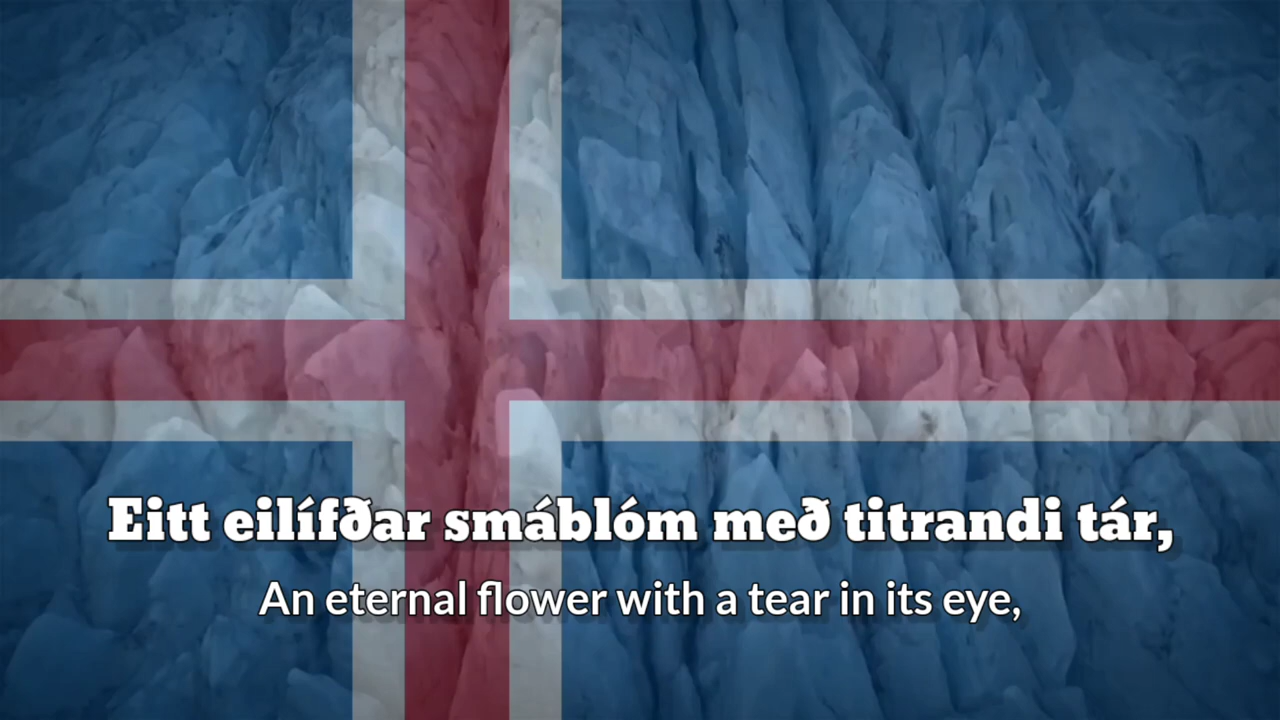 Eitt eilífðar smáblóm með titrandi tár,
An eternal flower with a tear in its eye,